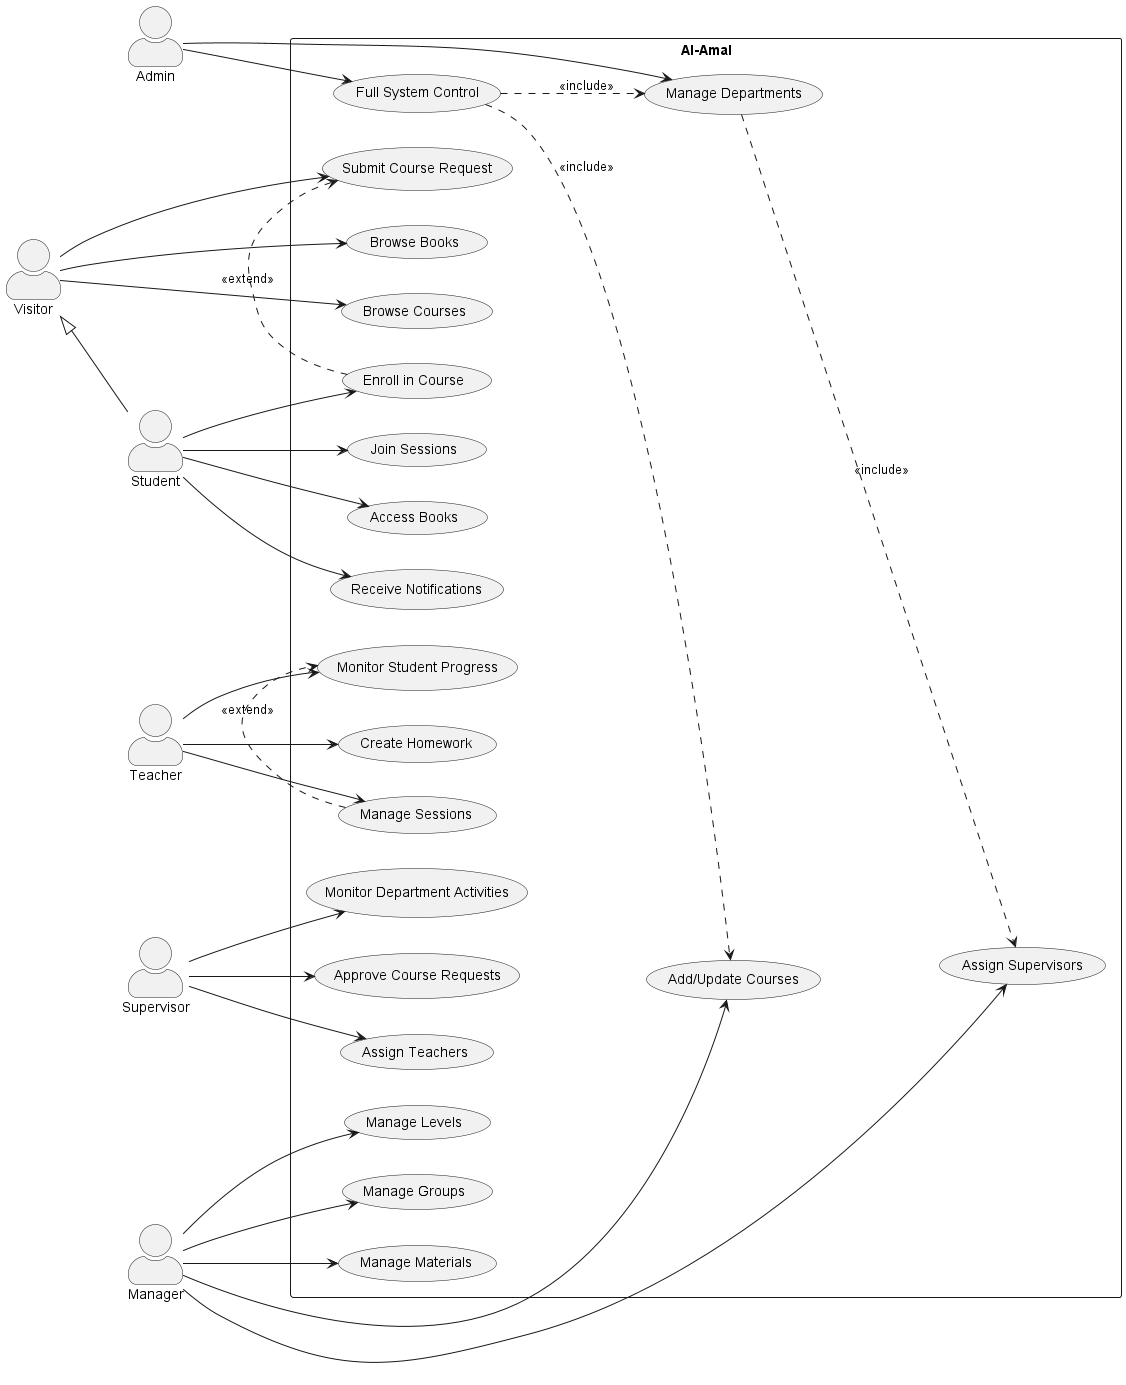 Al-Amal
Admin
Full System Control
«include»
Manage Departments
«include»
Submit Course Request
Browse Books
«extend»
Visitor
Browse Courses
Enroll in Course
Join Sessions
«include»
Student
Access Books
Receive Notifications
Monitor Student Progress
«extend»
Create Homework
Teacher
Manage Sessions
Monitor Department Activities
Approve Course Requests
Add/Update Courses
Assign Supervisors
Supervisor
Assign Teachers
Manage Levels
Manage Groups
Manage Materials
Manager